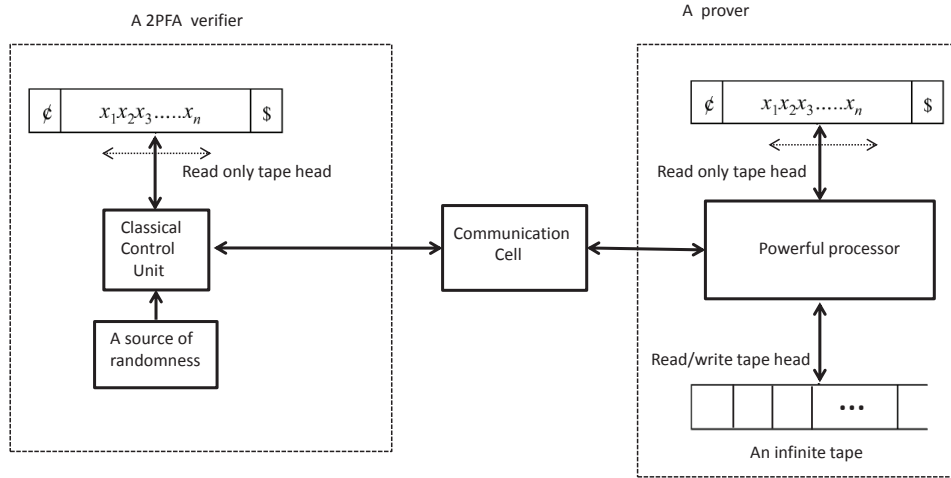 A 2PFA verifier
¢ x₁x₂x₃.....xₙ $
Read only tape head
Classical
Control
Unit
A source of
randomness
Communication
Cell
A prover
¢ x₁x₂x₃.....xₙ $
Read only tape head
Powerful processor
Read/write tape head
...
An infinite tape